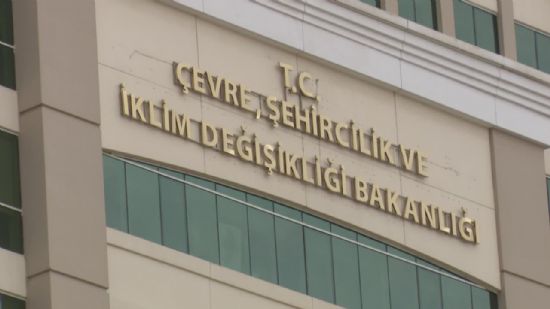 T.C.
ÇEVRE, ŞEHİRCİLİK VE
İKLİM DEĞİŞİKLİĞİ BAKANLIĞI